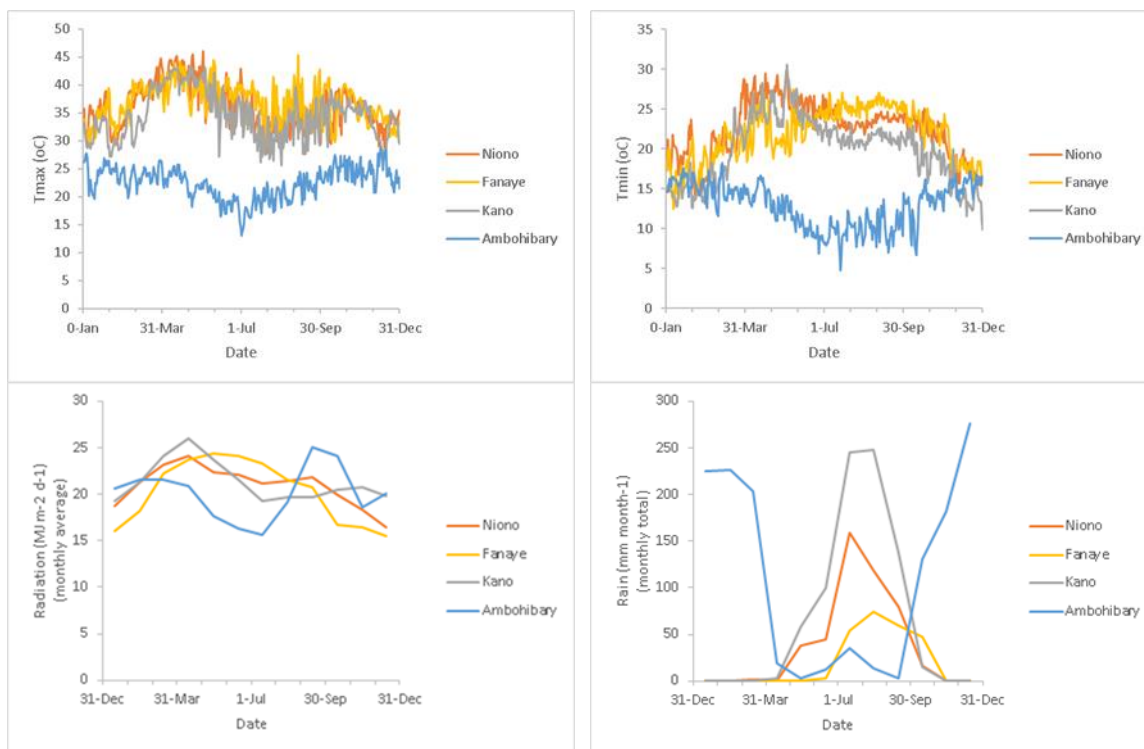 50
45
40
35
30
25
20
15
10
5
0
Tmax (oC)
0-Jan 31-Mar 1-Jul 30-Sep 31-Dec
Date
Niono
Fanaye
Kano
Ambohibary
35
30
25
20
15
10
5
0
Tmin (oC)
0-Jan 31-Mar 1-Jul 30-Sep 31-Dec
Date
Niono
Fanaye
Kano
Ambohibary
30
25
20
15
10
5
0
Radiation (MJ m-2 d-1)
(monthly average)
31-Dec 31-Mar 1-Jul 30-Sep 31-Dec
Date
Niono
Fanaye
Kano
Ambohibary
300
250
200
150
100
50
0
Rain (mm month-1)
(monthly total)
31-Dec 31-Mar 1-Jul 30-Sep 31-Dec
Date
Niono
Fanaye
Kano
Ambohibary